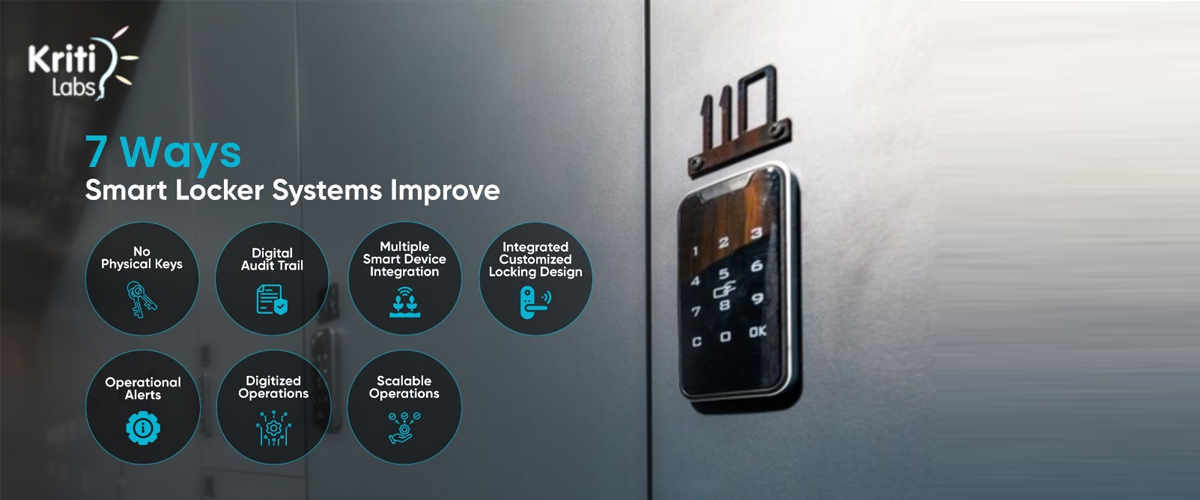 Kriti
Labs
7 Ways
Smart Locker Systems Improve
No
Physical Keys
Digital
Audit Trail
Multiple
Smart Device
Integration
Integrated
Customized
Locking Design
Operational
Alerts
Digitized
Operations
Scalable
Operations
110
1 2 3
4 5 6
7 8 9
C 0 OK